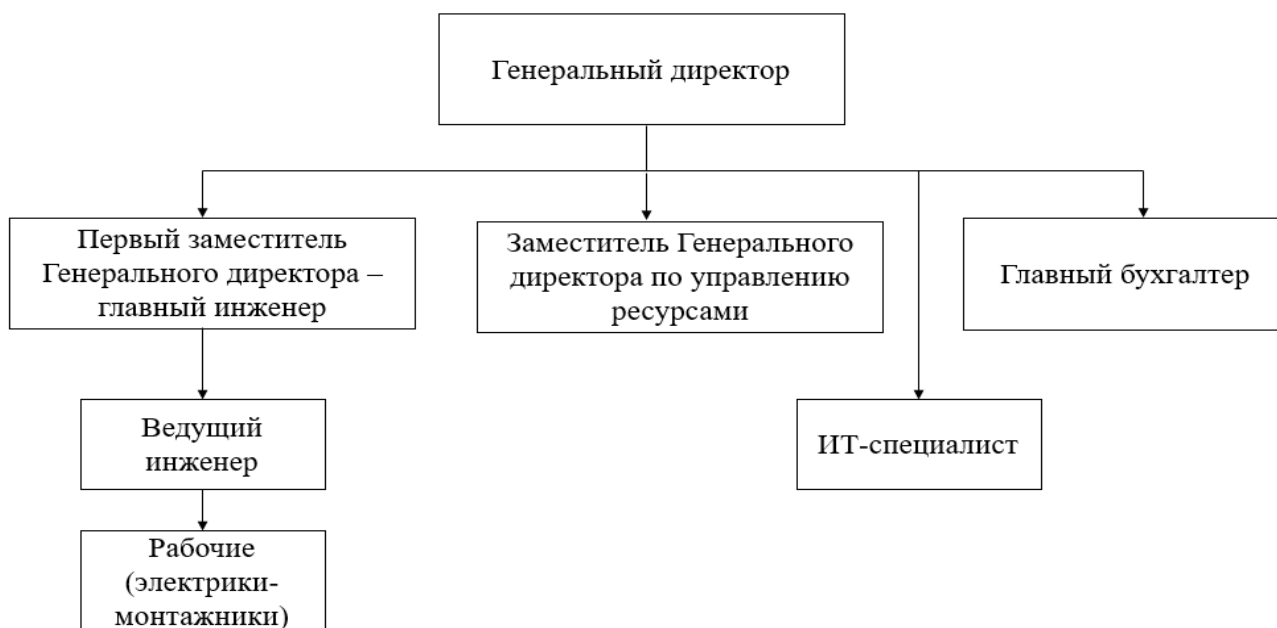 Генеральный директор
Первый заместитель
Генерального директора –
главный инженер
Заместитель Генерального
директора по управлению
ресурсами
Главный бухгалтер
Ведущий
инженер
ИТ-специалист
Рабочие
(электрики-
монтажники)